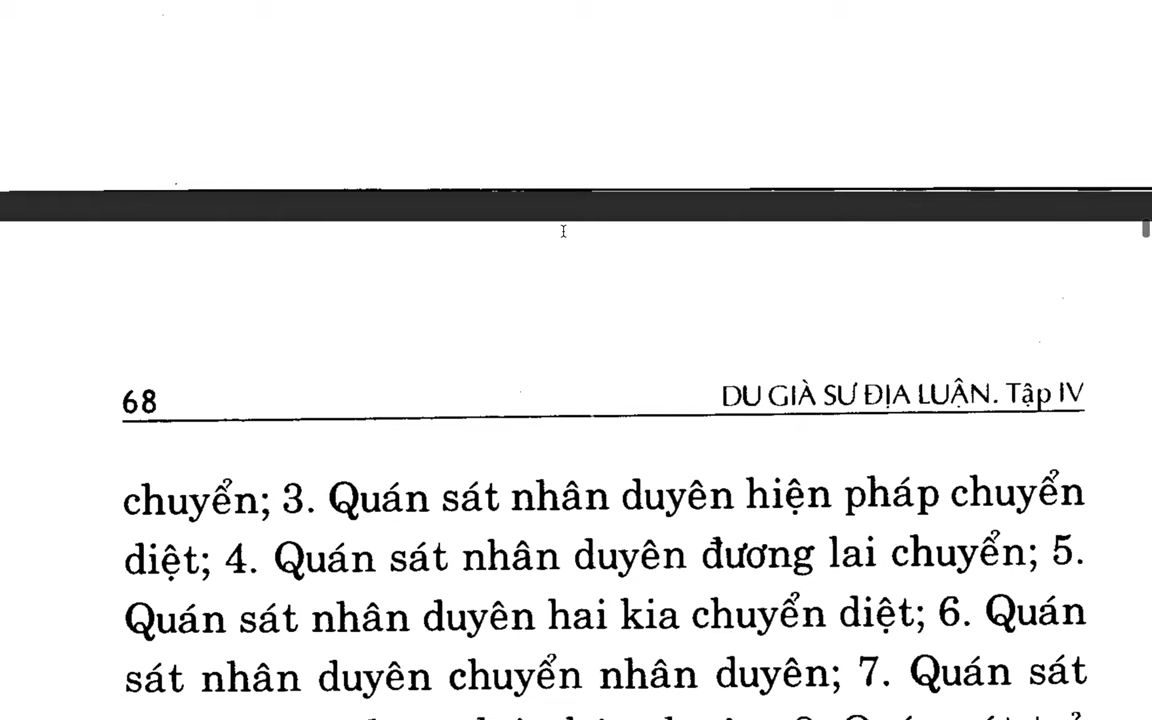 68
DU GIÀ SƯ ĐỊA LUẬN. Tập IV
chuyển; 3. Quán sát nhân duyên hiện pháp chuyển
diệt; 4. Quán sát nhân duyên đương lai chuyển; 5.
Quán sát nhân duyên hai kia chuyển diệt; 6. Quán
sát nhân duyên chuyển nhân duyên; 7. Quán sát